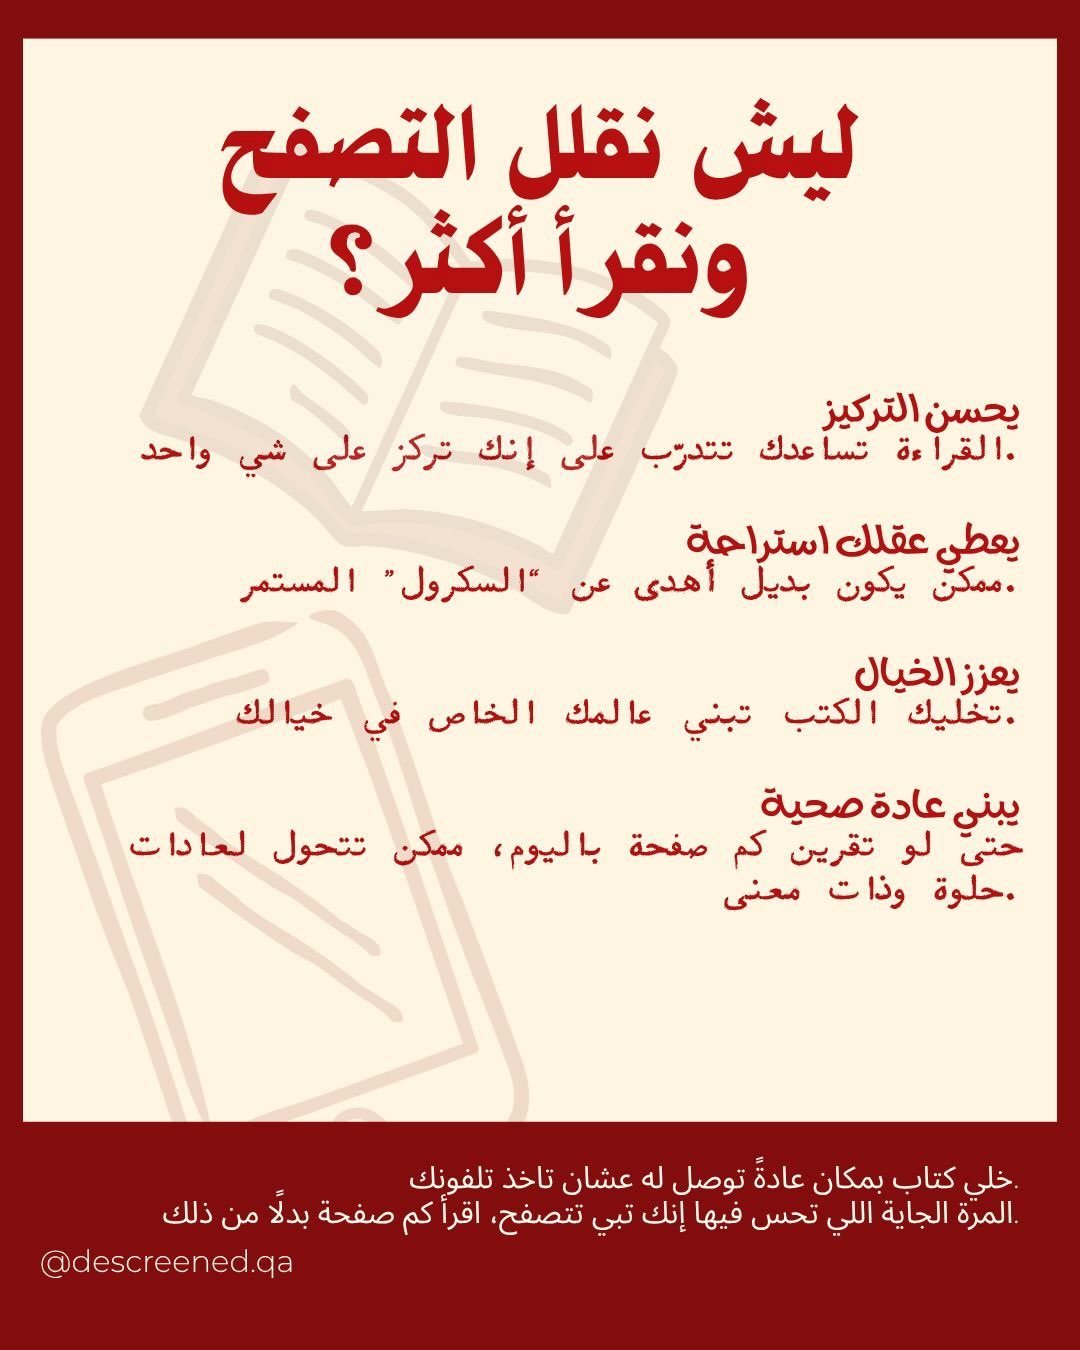 ليش نقلل التصفح
ونقرأ أكثر؟
يحسن التركيز
.القراءة تساعدك تتدرّب على إنك تركز على شي واحد
يعطي عقلك استراحة
.ممكن يكون بديل أهدى عن “السكرول” المستمر
يعزز الخيال
.تخليك الكتب تبني عالمك الخاص في خيالك
يبني عادة صحية
حتى لو تقرين كم صفحة باليوم، ممكن تتحول لعادات
.حلوة وذات معنى
.خلي كتاب بمكان عادةً توصل له عشان تاخذ تلفونك
.المرة الجاية اللي تحس فيها إنك تبي تتصفح، اقرأ كم صفحة بدلًا من ذلك
@descreened.qa